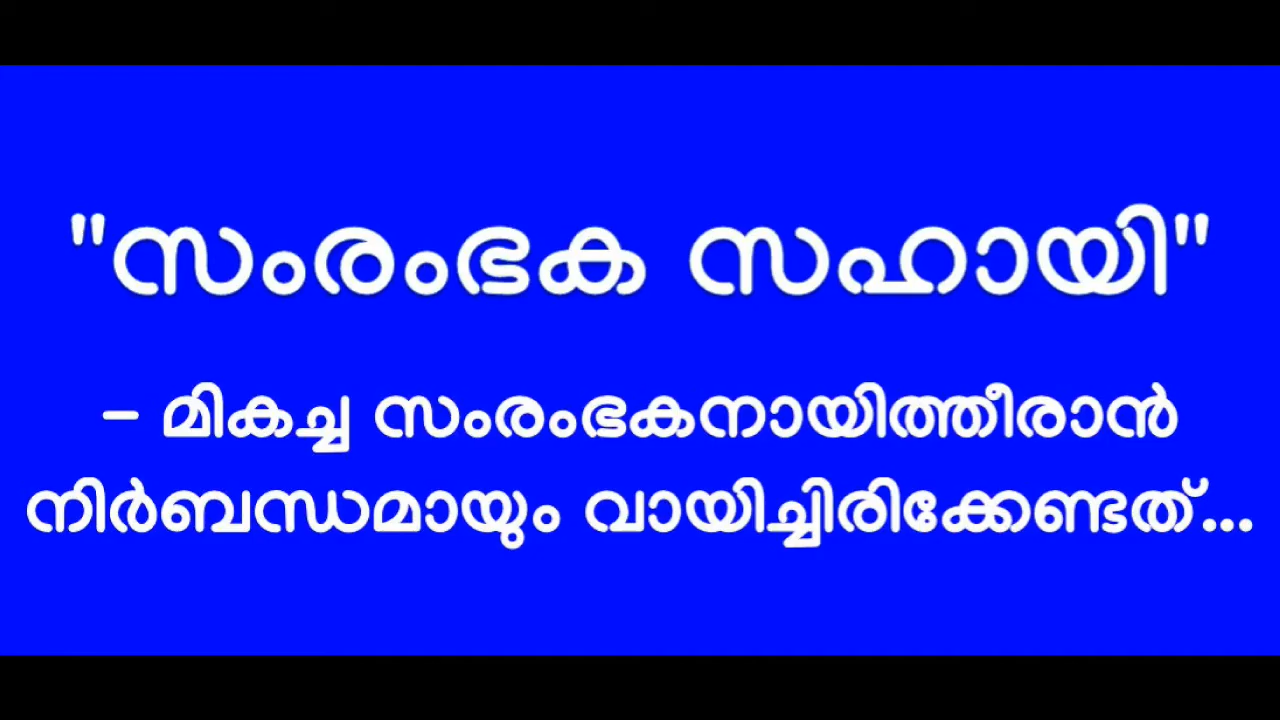 "സംരംഭക സഹായി"
– മികച്ച സംരംഭകനായിത്തീരാൻ
നിർബന്ധമായും വായിച്ചിരിക്കേണ്ടത്...